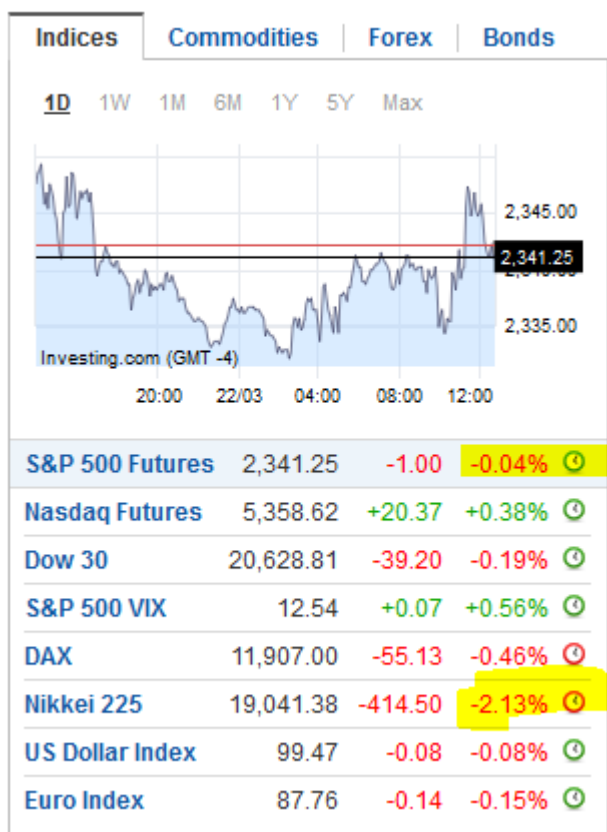 Indices Commodities Forex Bonds
1D 1W 1M 6M 1Y 5Y Max
2,345.00
2,341.25
2,335.00
Investing.com (GMT -4)
20:00 22/03 04:00 08:00 12:00
S&P 500 Futures 2,341.25 -1.00 -0.04%
Nasdaq Futures 5,358.62 +20.37 +0.38%
Dow 30 20,628.81 -39.20 -0.19%
S&P 500 VIX 12.54 +0.07 +0.56%
DAX 11,907.00 -55.13 -0.46%
Nikkei 225 19,041.38 -414.50 -2.13%
US Dollar Index 99.47 -0.08 -0.08%
Euro Index 87.76 -0.14 -0.15%